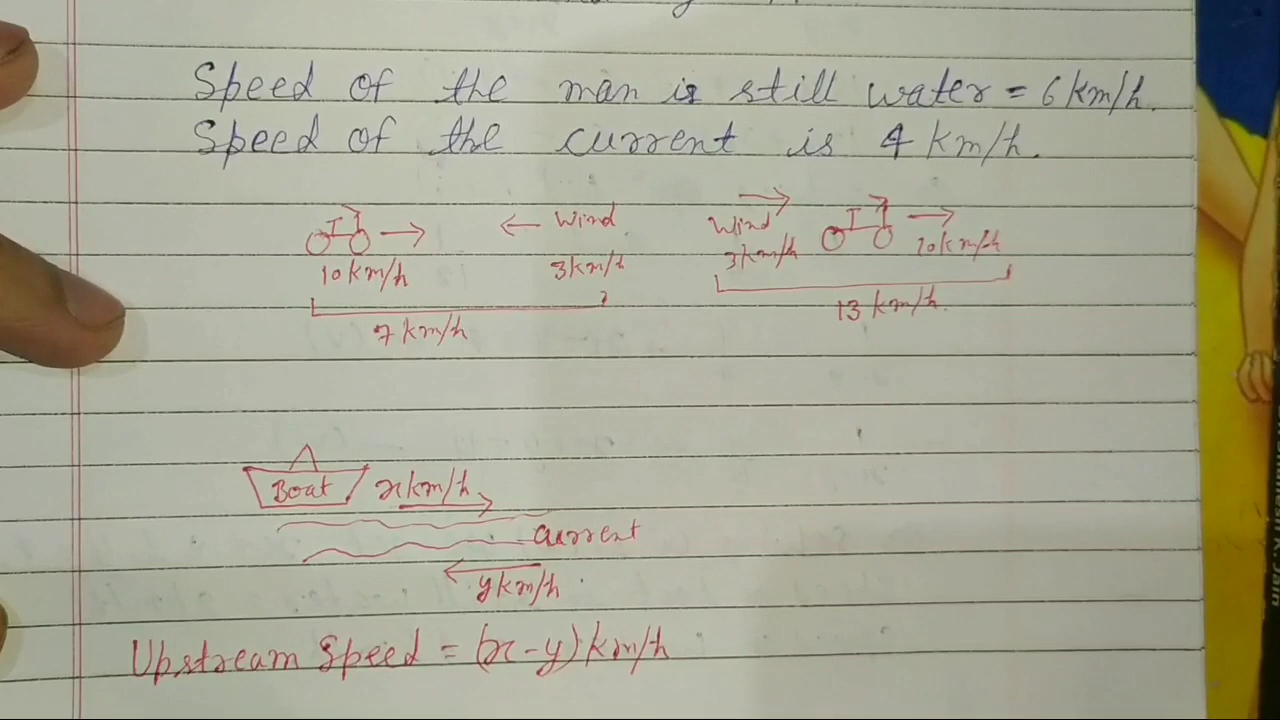 Speed of the man is still water = 6 km/h.
Speed of the current is 4 km/h.
← Wind
Wind
10 km/h
3 km/h
3 km/h
10 km/h
7 km/h
13 km/h.
Boat x km/h
current
y km/h
Upstream Speed = (x-y) km/h